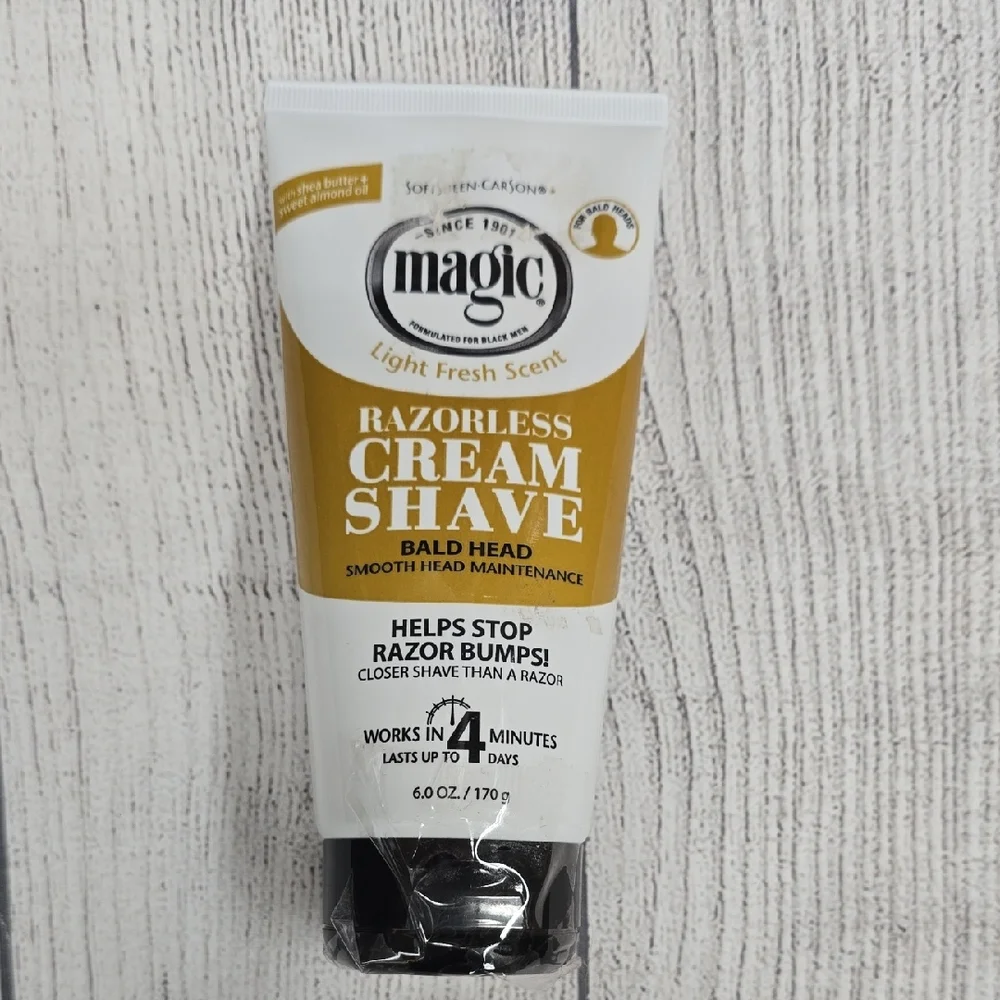 with shea butter +
sweet almond oil
SOFTSHEEN-CARSON®
FOR BALD HEADS
SINCE 1901
magic®
FORMULATED FOR BLACK MEN
Light Fresh Scent
RAZORLESS
CREAM
SHAVE
BALD HEAD
SMOOTH HEAD MAINTENANCE
HELPS STOP
RAZOR BUMPS!
CLOSER SHAVE THAN A RAZOR
WORKS IN 4 MINUTES
LASTS UP TO 4 DAYS
6.0 OZ. / 170 g